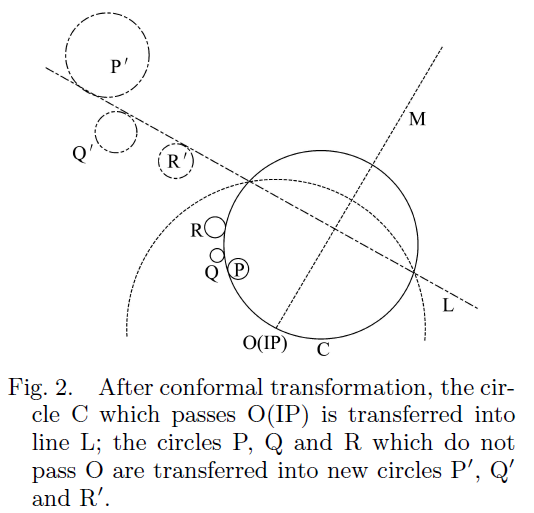 P′
M
Q′
R′
R
Q
P
L
O(IP)
C
Fig. 2. After conformal transformation, the cir-
cle C which passes O(IP) is transferred into
line L; the circles P, Q and R which do not
pass O are transferred into new circles P′, Q′
and R′.